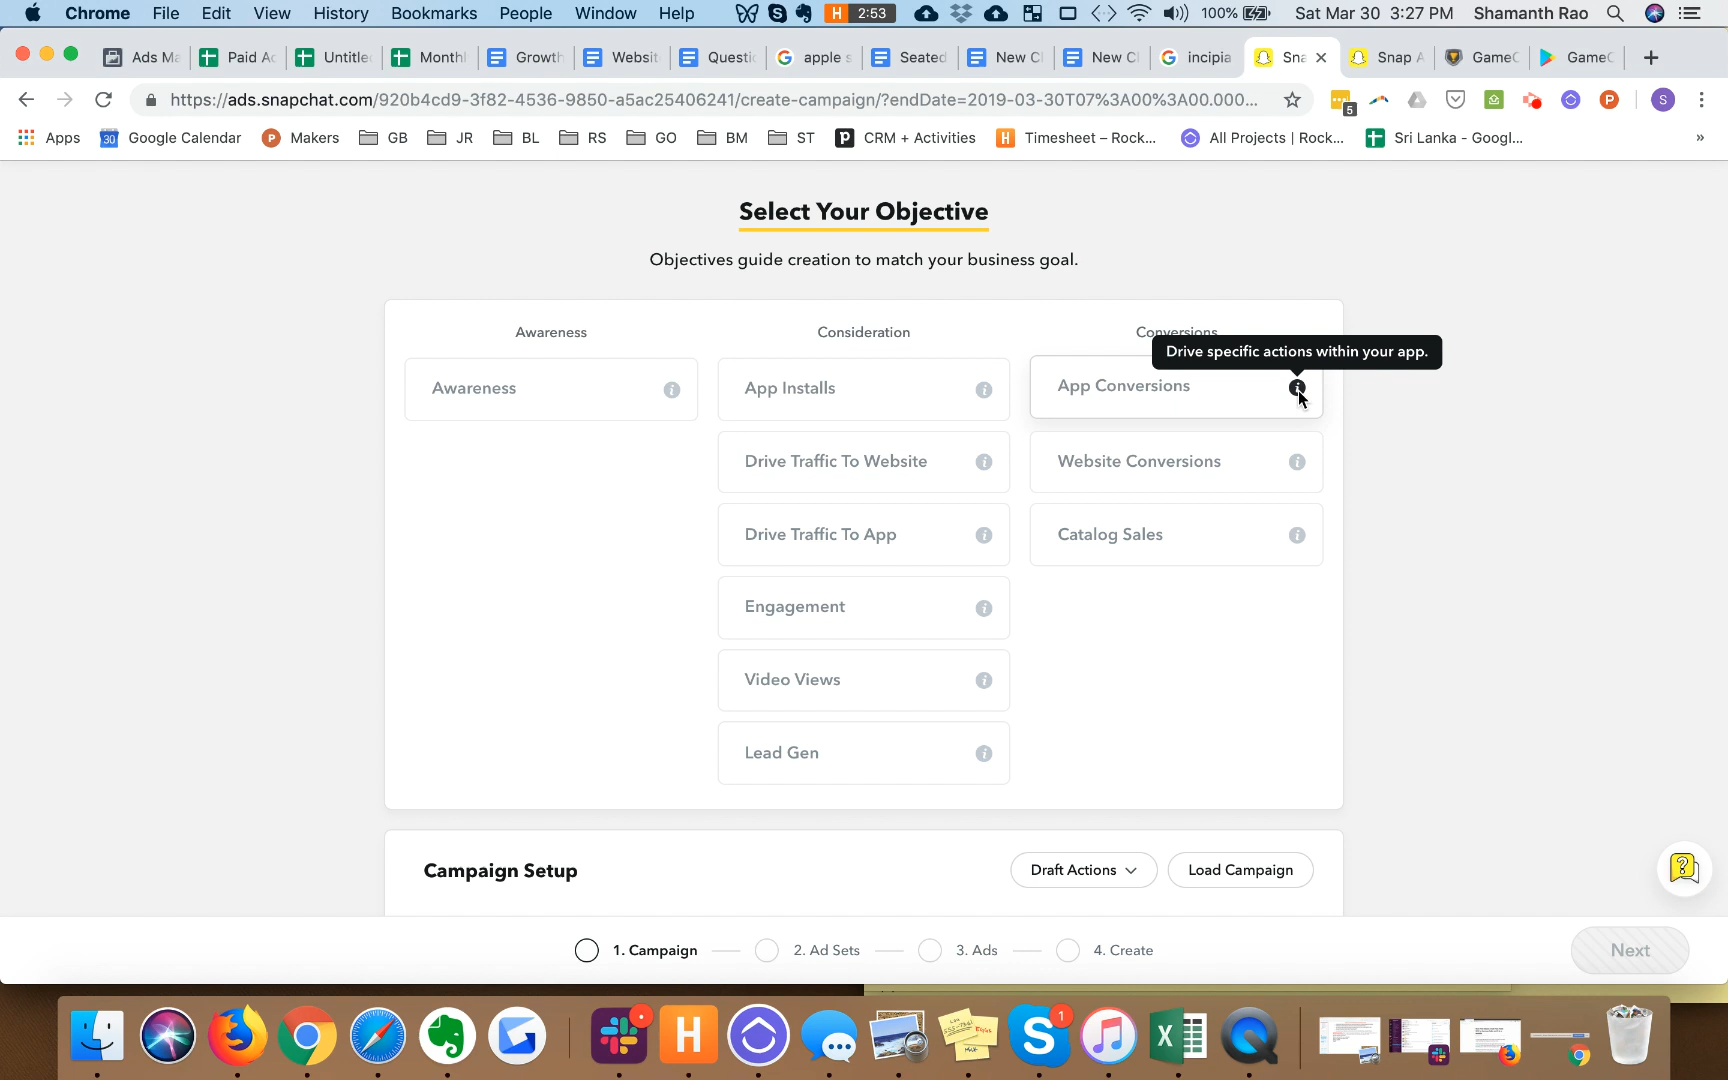 Chrome File Edit View History Bookmarks People Window Help H 2:53 100% Sat Mar 30 3:27 PM Shamanth Rao
Ads Ma Paid Ac Untitled Monthl Growth Websit Questio apple s Seated New Cl New Cl incipia Sna Snap A GameC GameC
https://ads.snapchat.com/920b4cd9-3f82-4536-9850-a5ac25406241/create-campaign/?endDate=2019-03-30T07%3A00%3A00.000... 5 P S
Apps 30 Google Calendar P Makers GB JR BL RS GO BM ST p CRM + Activities H Timesheet – Rock... All Projects | Rock... Sri Lanka - Googl... »
Select Your Objective
Objectives guide creation to match your business goal.
Awareness Consideration Conversions
Drive specific actions within your app.
Awareness App Installs App Conversions
Drive Traffic To Website Website Conversions
Drive Traffic To App Catalog Sales
Engagement
Video Views
Lead Gen
Campaign Setup Draft Actions Load Campaign
1. Campaign 2. Ad Sets 3. Ads 4. Create Next